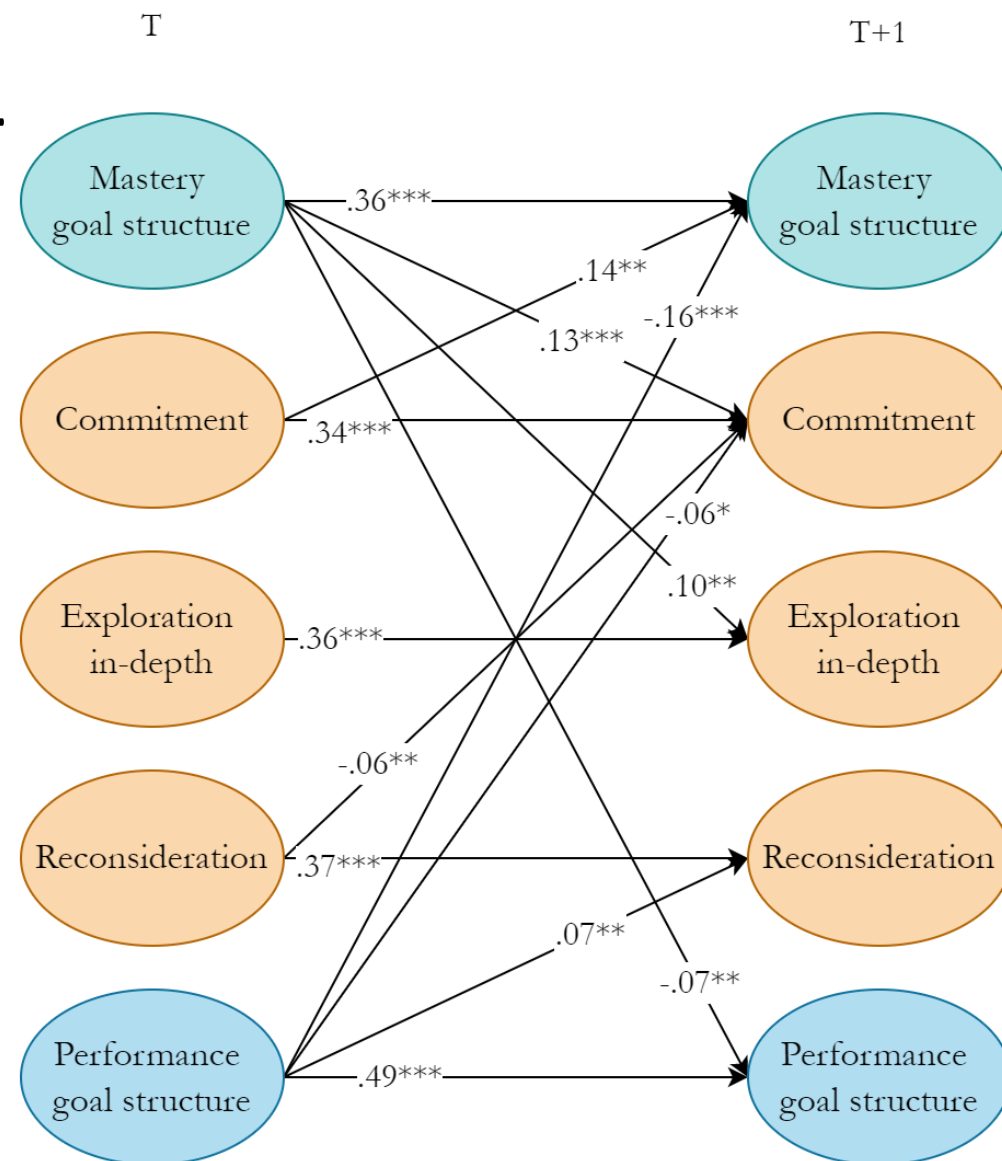 T
T+1
Mastery
goal structure
.36***
Mastery
goal structure
.14**
-.16***
.13***
Commitment
.34***
Commitment
-.06*
.10**
Exploration
in-depth
.36***
Exploration
in-depth
-.06**
Reconsideration
.37***
Reconsideration
.07**
-.07**
Performance
goal structure
.49***
Performance
goal structure